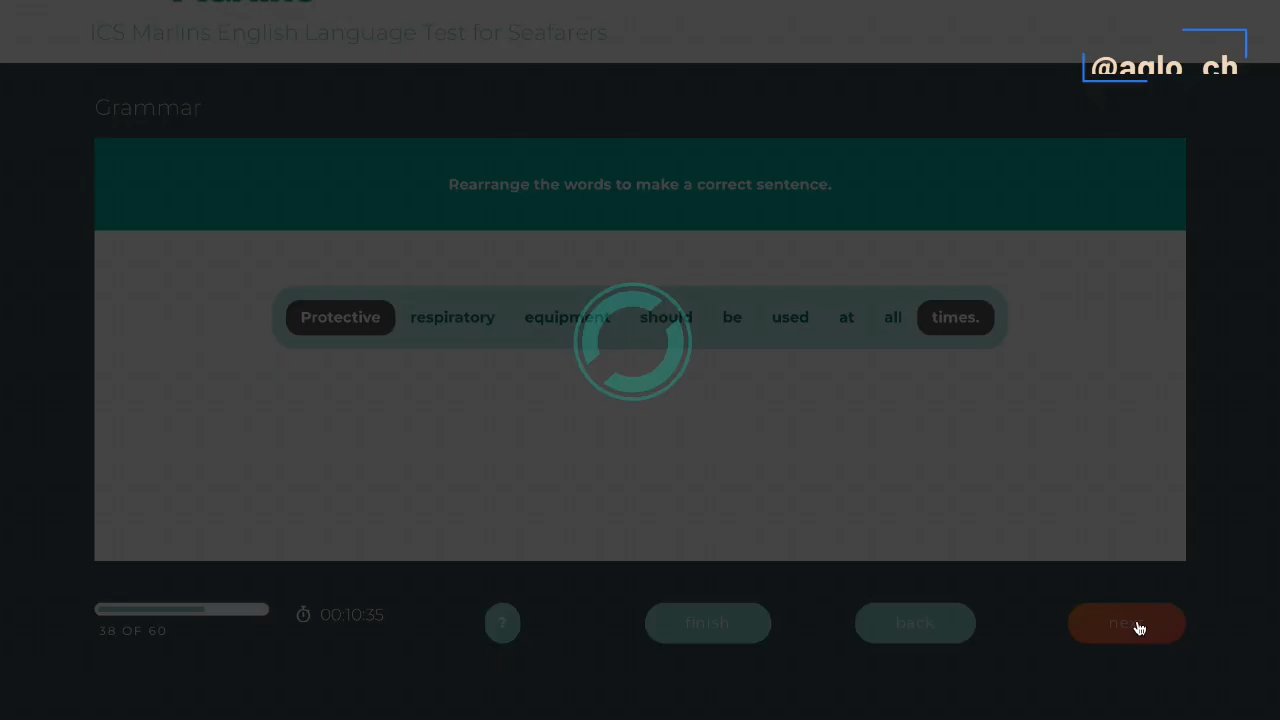 ICS Marlins English Language Test for Seafarers
@aglo_ch
Grammar
Rearrange the words to make a correct sentence.
Protective respiratory equipment should be used at all times.
00:10:35
38 OF 60
?
finish
back
next